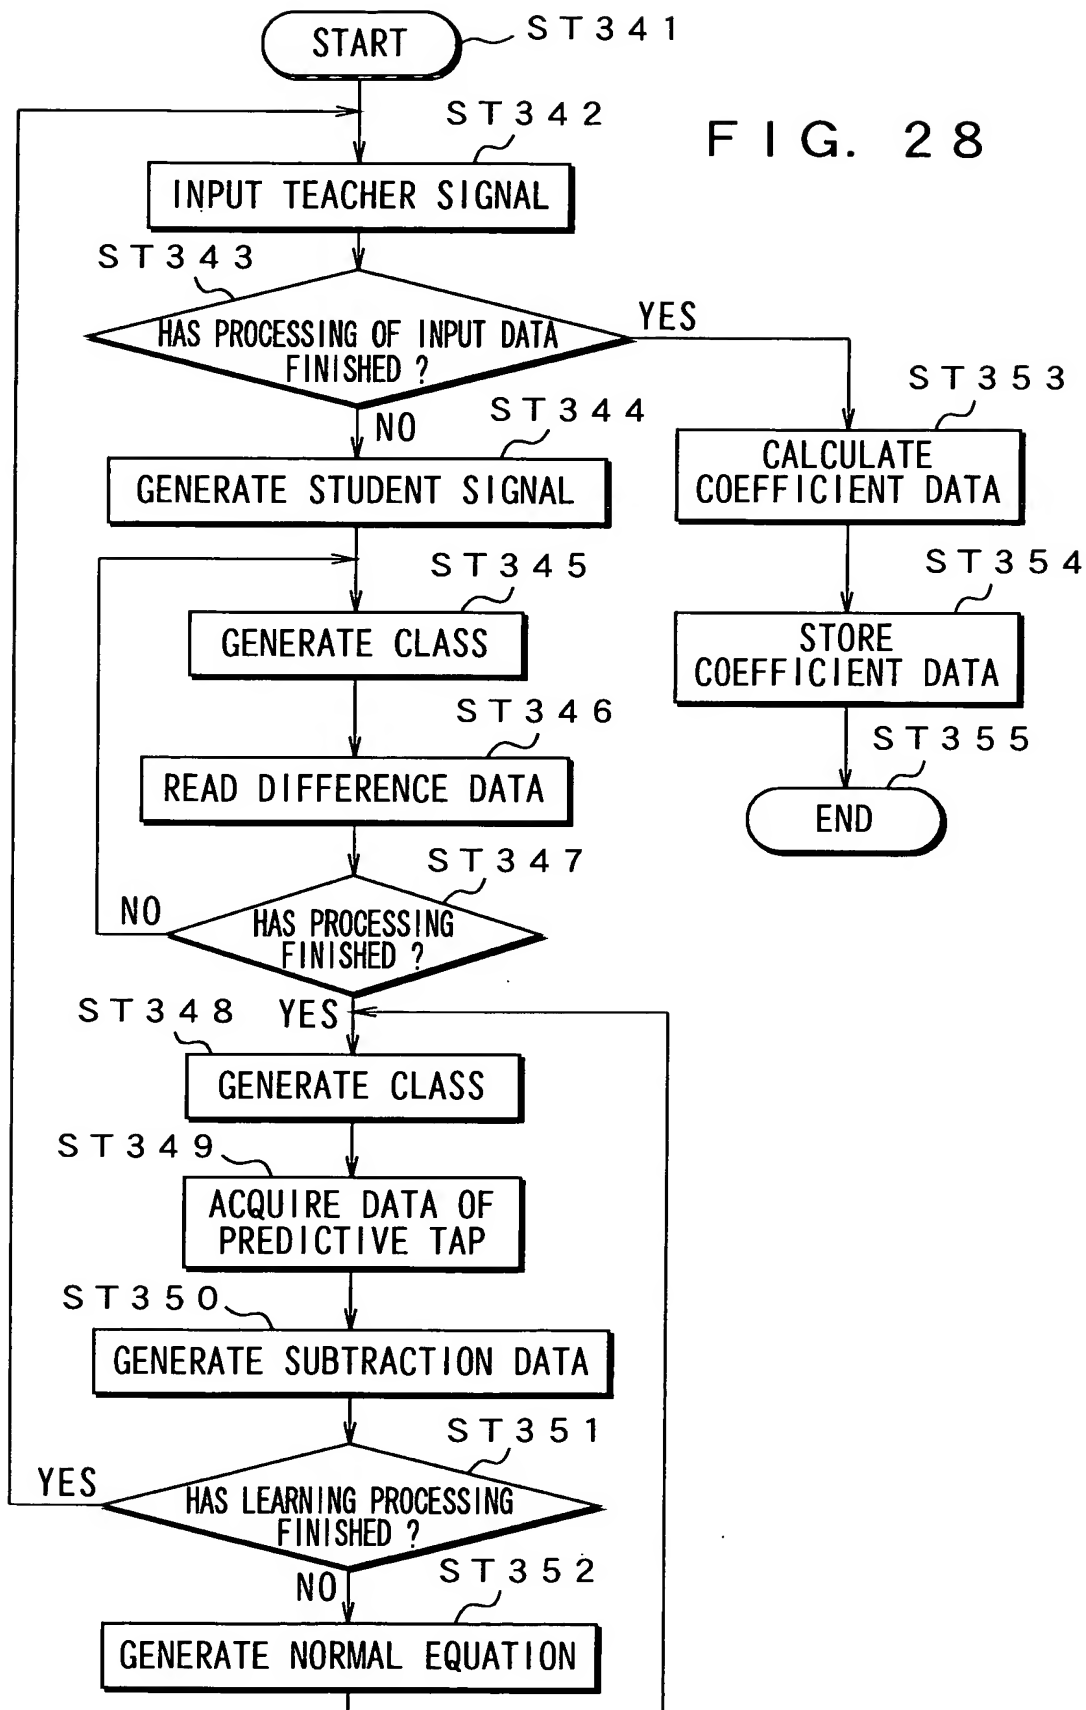 START
ST341
ST342
FIG. 28
INPUT TEACHER SIGNAL
ST343
HAS PROCESSING OF INPUT DATA
FINISHED ?
YES
NO
ST344
GENERATE STUDENT SIGNAL
ST353
CALCULATE
COEFFICIENT DATA
ST345
GENERATE CLASS
ST354
STORE
COEFFICIENT DATA
ST346
READ DIFFERENCE DATA
ST355
END
ST347
NO
HAS PROCESSING
FINISHED ?
YES
ST348
GENERATE CLASS
ST349
ACQUIRE DATA OF
PREDICTIVE TAP
ST350
GENERATE SUBTRACTION DATA
ST351
YES
HAS LEARNING PROCESSING
FINISHED ?
NO
ST352
GENERATE NORMAL EQUATION